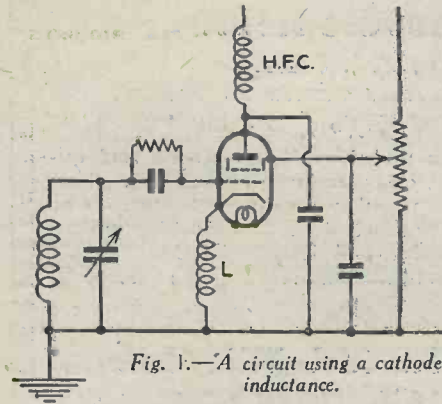 H.F.C.
L
Fig. 1.—A circuit using a cathode
inductance.